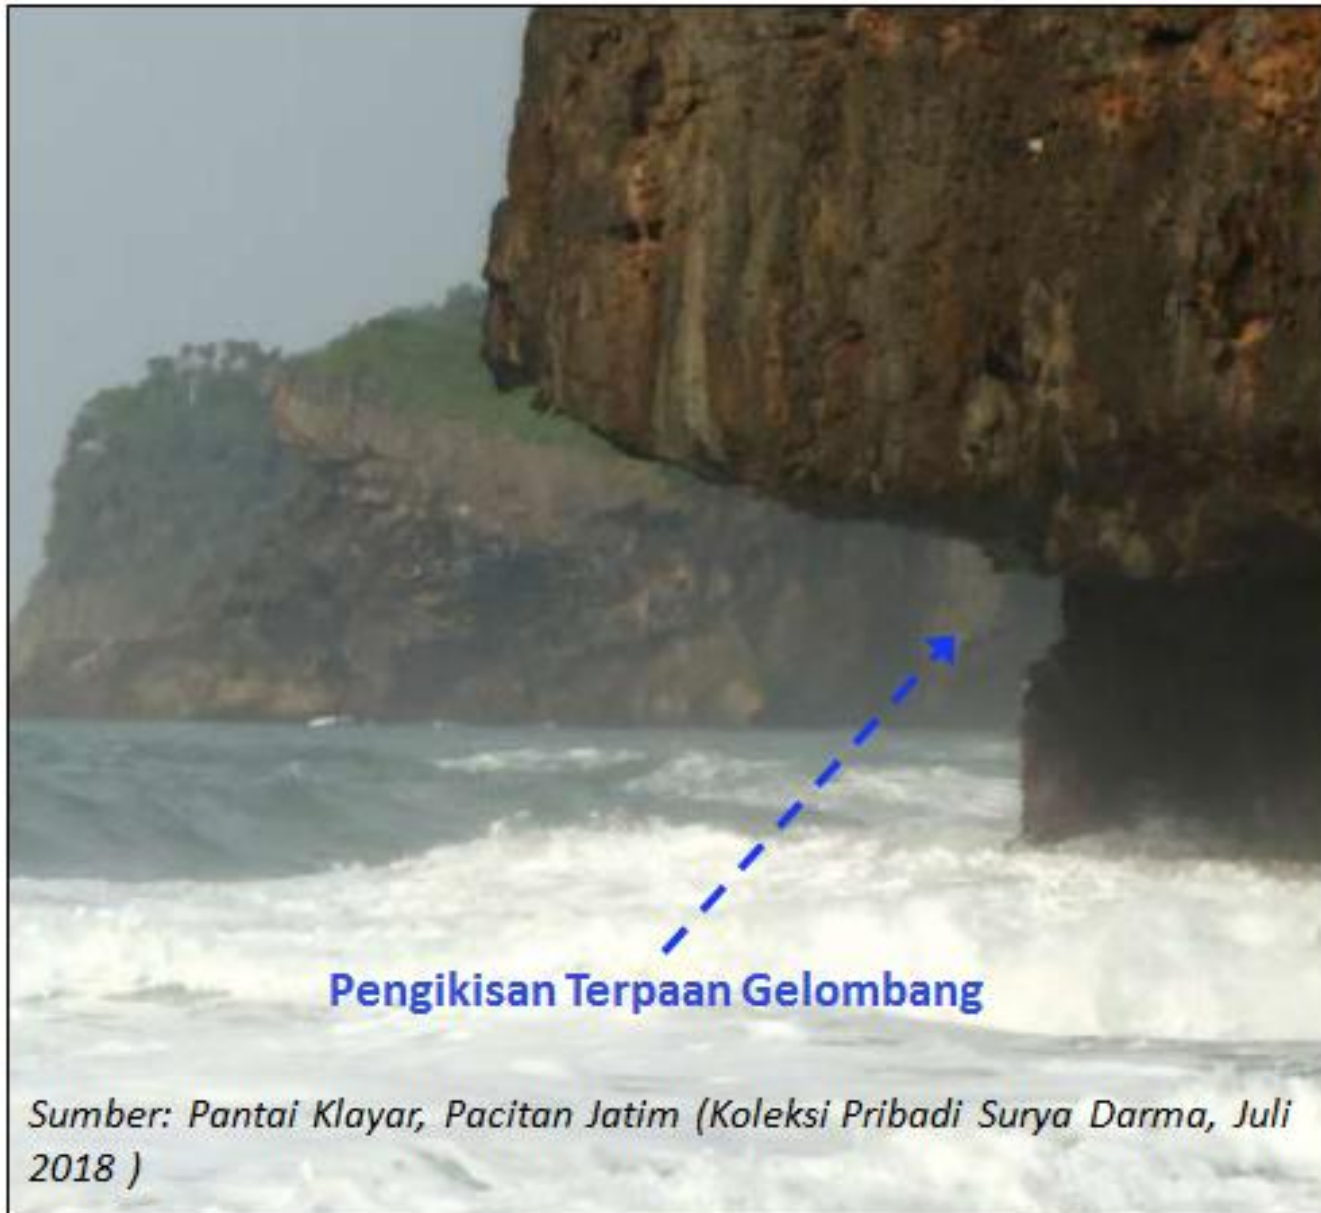 Pengikisan Terpaan Gelombang
Sumber: Pantai Klayar, Pacitan Jatim (Koleksi Pribadi Surya Darma, Juli
2018 )